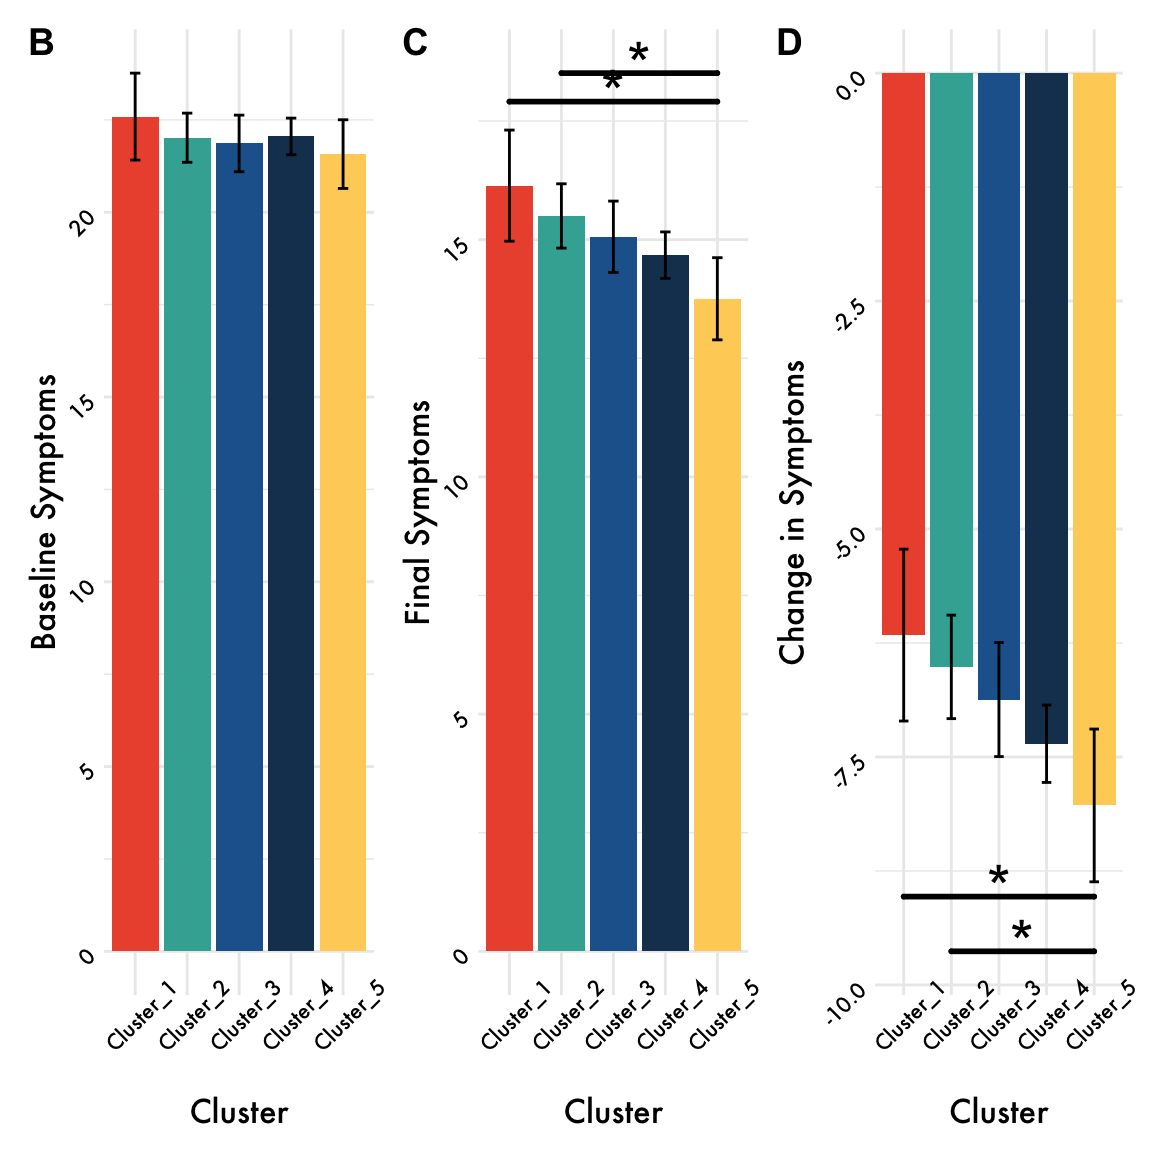 B
Baseline Symptoms
20
15
10
5
0
Cluster_1
Cluster_2
Cluster_3
Cluster_4
Cluster_5
Cluster
C
*
*
Final Symptoms
15
10
5
0
Cluster_1
Cluster_2
Cluster_3
Cluster_4
Cluster_5
Cluster
D
Change in Symptoms
0.0
-2.5
-5.0
-7.5
-10.0
*
*
Cluster_1
Cluster_2
Cluster_3
Cluster_4
Cluster_5
Cluster